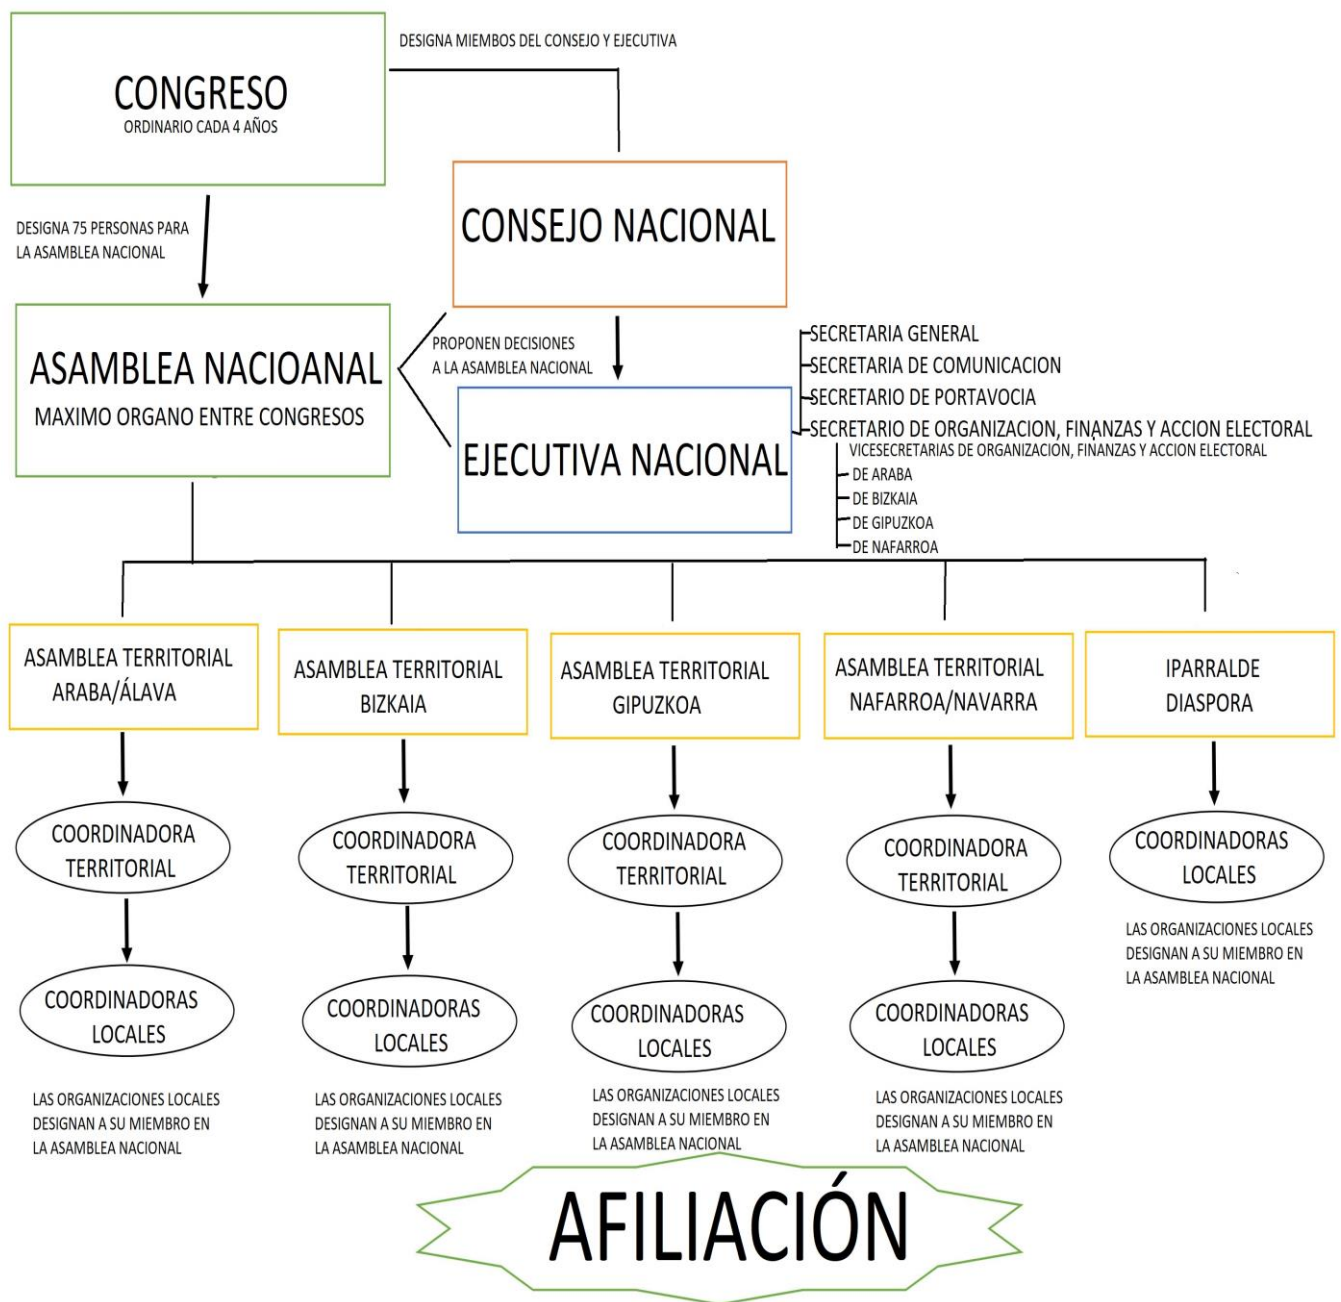 DESIGNA MIEMBOS DEL CONSEJO Y EJECUTIVA
CONGRESO
ORDINARIO CADA 4 AÑOS
DESIGNA 75 PERSONAS PARA
LA ASAMBLEA NACIONAL
CONSEJO NACIONAL
ASAMBLEA NACIOANAL
MAXIMO ORGANO ENTRE CONGRESOS
PROPONEN DECISIONES
A LA ASAMBLEA NACIONAL
EJECUTIVA NACIONAL
SECRETARIA GENERAL
SECRETARIA DE COMUNICACION
SECRETARIO DE PORTAVOCIA
SECRETARIO DE ORGANIZACION, FINANZAS Y ACCION ELECTORAL
VICESECRETARIAS DE ORGANIZACION, FINANZAS Y ACCION ELECTORAL
DE ARABA
DE BIZKAIA
DE GIPUZKOA
DE NAFARROA
ASAMBLEA TERRITORIAL
ARABA/ÁLAVA
ASAMBLEA TERRITORIAL
BIZKAIA
ASAMBLEA TERRITORIAL
GIPUZKOA
ASAMBLEA TERRITORIAL
NAFARROA/NAVARRA
IPARRALDE
DIASPORA
COORDINADORA
TERRITORIAL
COORDINADORA
TERRITORIAL
COORDINADORA
TERRITORIAL
COORDINADORA
TERRITORIAL
COORDINADORAS
LOCALES
LAS ORGANIZACIONES LOCALES
DESIGNAN A SU MIEMBRO EN
LA ASAMBLEA NACIONAL
COORDINADORAS
LOCALES
COORDINADORAS
LOCALES
COORDINADORAS
LOCALES
COORDINADORAS
LOCALES
LAS ORGANIZACIONES LOCALES
DESIGNAN A SU MIEMBRO EN
LA ASAMBLEA NACIONAL
LAS ORGANIZACIONES LOCALES
DESIGNAN A SU MIEMBRO EN
LA ASAMBLEA NACIONAL
LAS ORGANIZACIONES LOCALES
DESIGNAN A SU MIEMBRO EN
LA ASAMBLEA NACIONAL
LAS ORGANIZACIONES LOCALES
DESIGNAN A SU MIEMBRO EN
LA ASAMBLEA NACIONAL
AFILIACIÓN